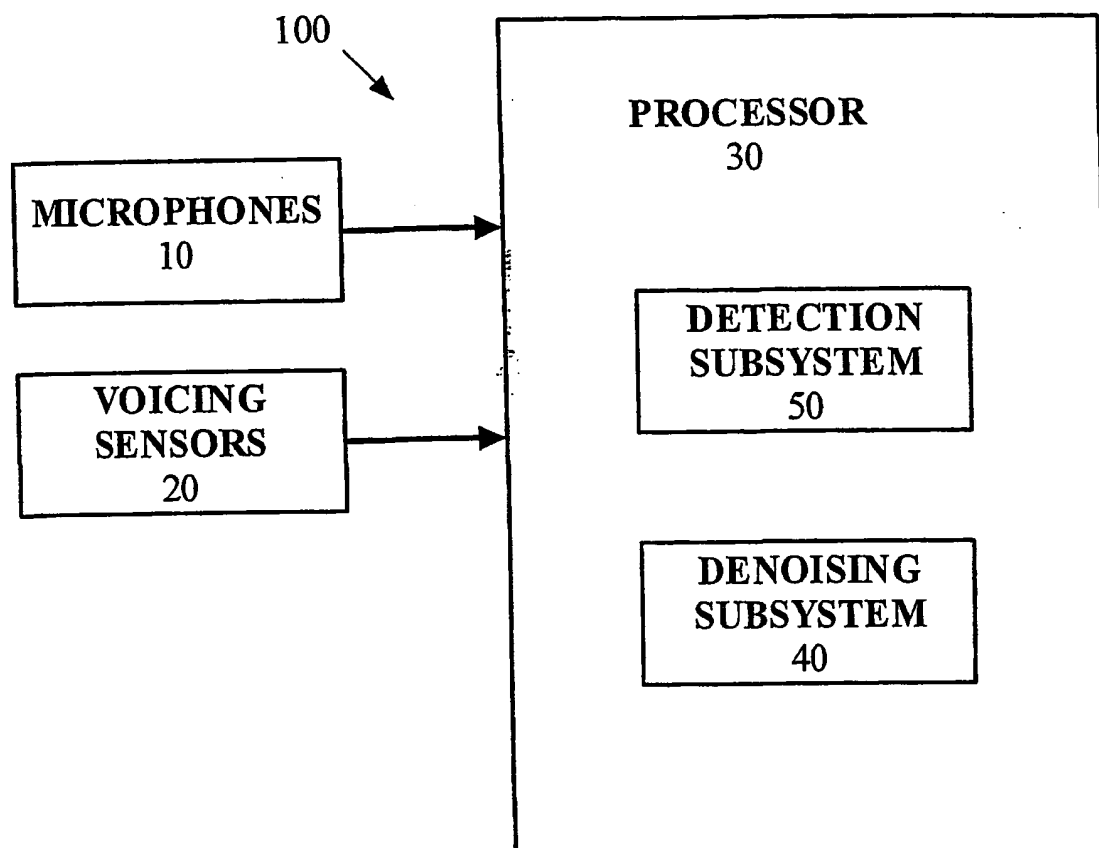 100
PROCESSOR
30
MICROPHONES
10
VOICING
SENSORS
20
DETECTION
SUBSYSTEM
50
DENOISING
SUBSYSTEM
40